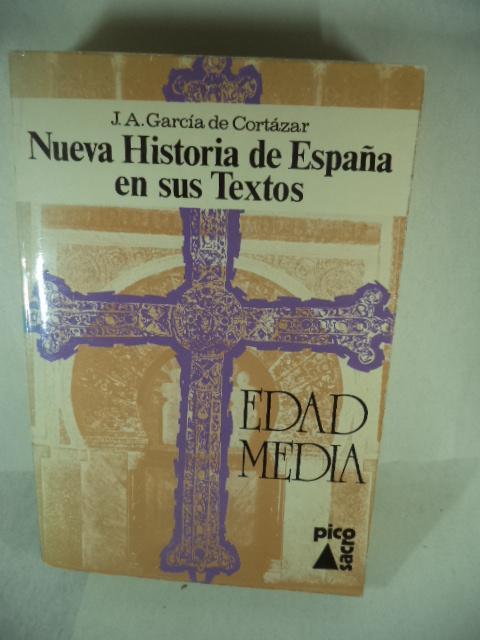 J. A. García de Cortázar
Nueva Historia de España
en sus Textos
EDAD
MEDIA
pico
sacro